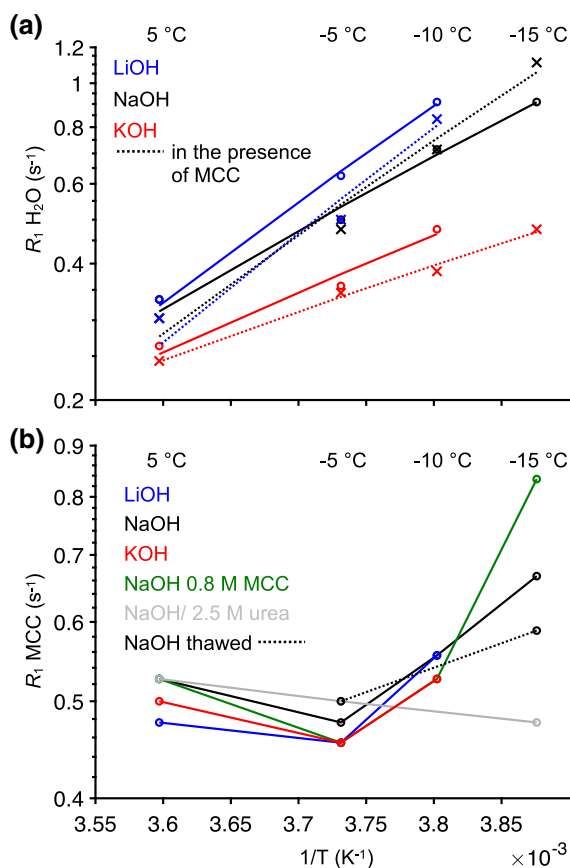 (a)
5 °C
-5 °C
-10 °C
-15 °C
1.2
1
0.8
0.6
0.4
0.2
R₁ H₂O (s⁻¹)
LiOH
NaOH
KOH
in the presence
of MCC
(b)
5 °C
-5 °C
-10 °C
-15 °C
0.9
0.8
0.7
0.6
0.5
0.4
R₁ MCC (s⁻¹)
LiOH
NaOH
KOH
NaOH 0.8 M MCC
NaOH/ 2.5 M urea
NaOH thawed
3.55 3.6 3.65 3.7 3.75 3.8 3.85
1/T (K⁻¹)
×10⁻³